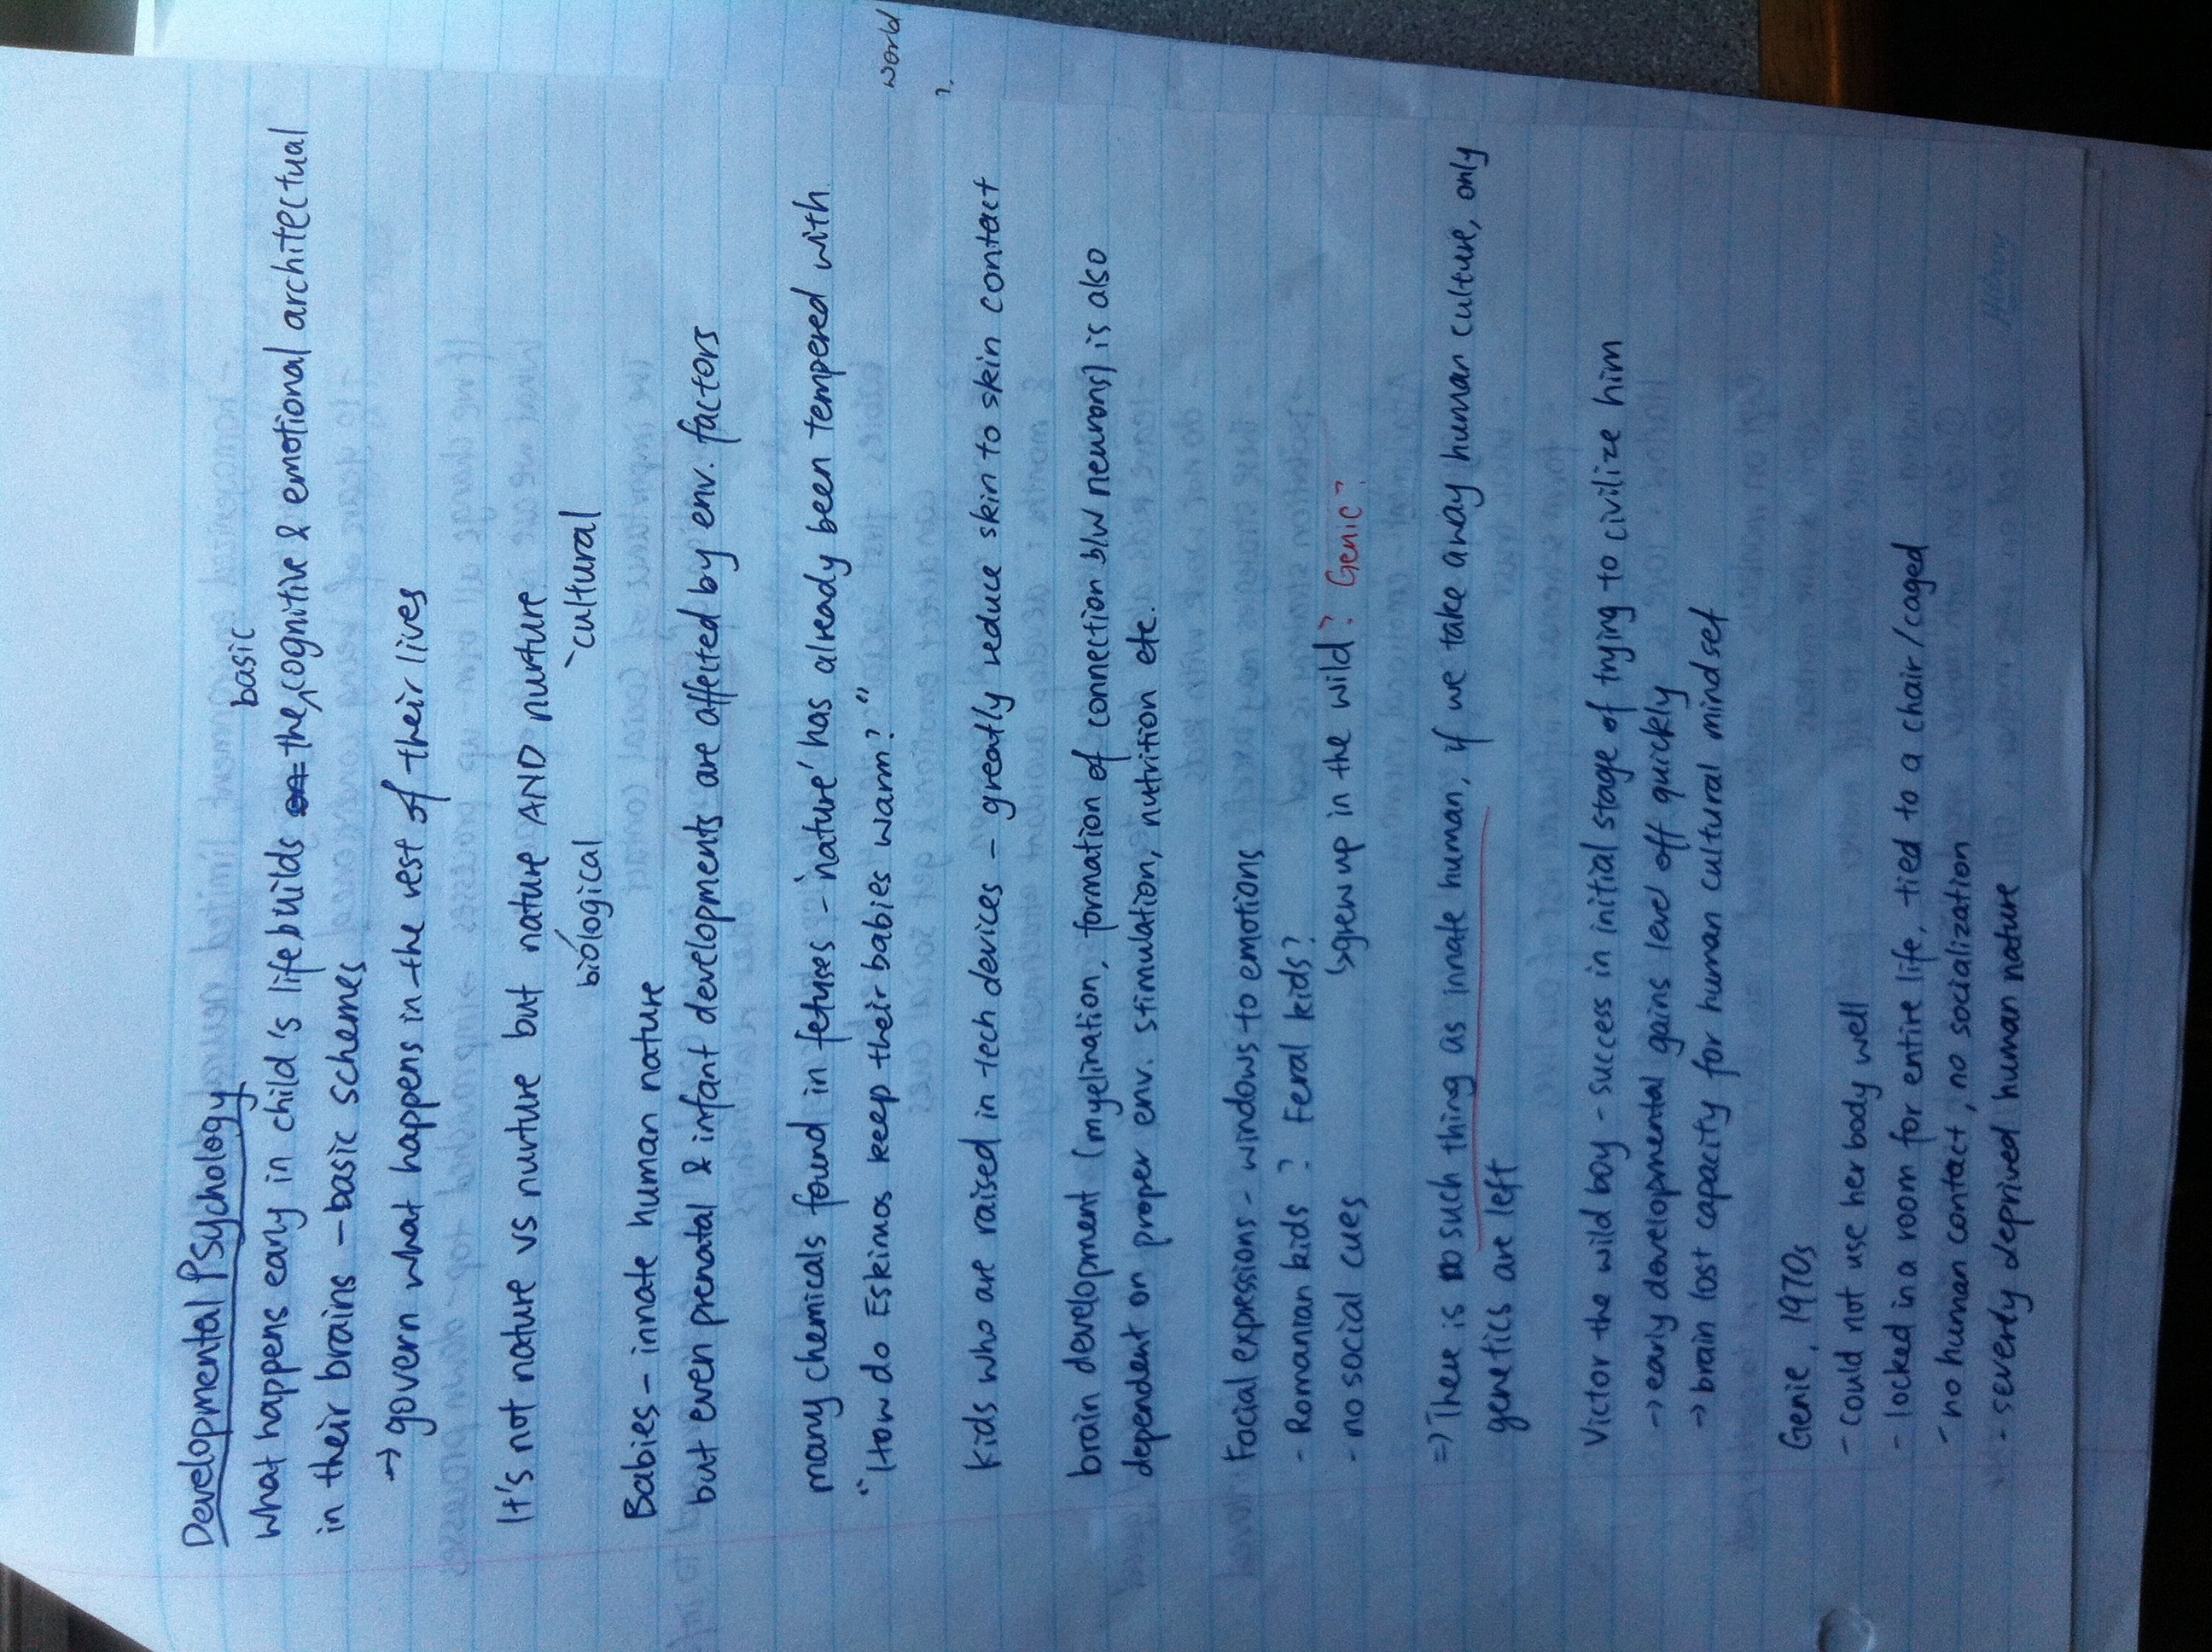 Developmental Psychology
What happens early in child's life builds the basic cognitive & emotional architectual
in their brains - basic schemes
→ govern what happens in the rest of their lives
It's not nature vs nurture but nature AND nurture
biological cultural
Babies - innate human nature
but even prenatal & infant developments are affected by env. factors
many chemicals found in fetuses - 'nature' has already been tempered with
"How do Eskimos keep their babies warm?"
kids who are raised in tech devices - greatly reduce skin to skin contact
brain development (myelination, formation of connection b/w neurons) is also
dependent on proper env. stimulation, nutrition etc.
Facial expressions - windows to emotions
- Romanian kids? Feral kids?
↳ grew up in the wild? Genie?
- no social cues
⇒ There is no such thing as innate human, if we take away human culture, only
genetics are left
Victor the wild boy - success in initial stage of trying to civilize him
→ early developmental gains level off quickly
→ brain lost capacity for human cultural mindset
Genie, 1970s
- could not use her body well
- locked in a room for entire life, tied to a chair/caged
- no human contact, no socialization
- severly deprived human nature
world
?